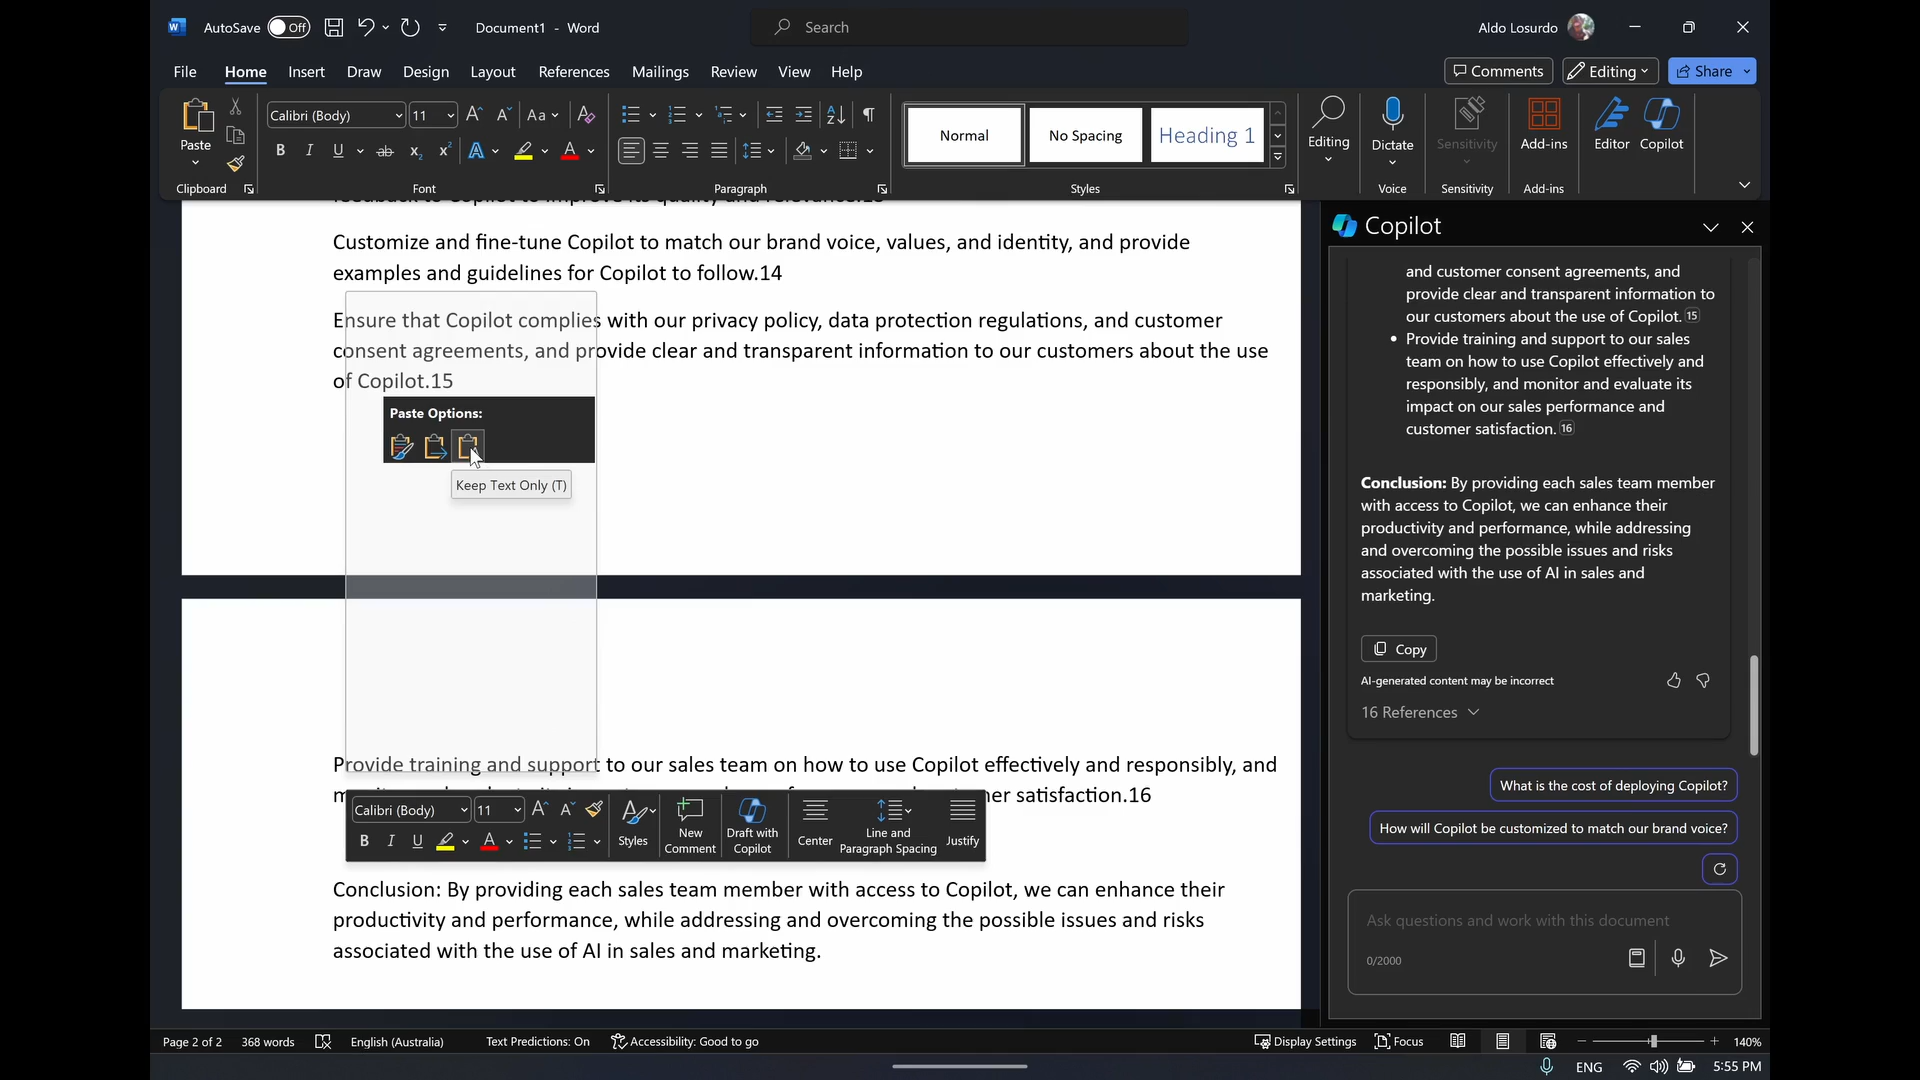 AutoSave Off Document1 - Word Search Aldo Losurdo
File Home Insert Draw Design Layout References Mailings Review View Help Comments Editing Share
Paste
Calibri (Body) 11
Normal
No Spacing
Heading 1
Editing
Dictate
Sensitivity
Add-ins
Editor
Copilot
Clipboard Font Paragraph Styles Voice Sensitivity Add-ins
Customize and fine-tune Copilot to match our brand voice, values, and identity, and provide
examples and guidelines for Copilot to follow.14
Ensure that Copilot complies with our privacy policy, data protection regulations, and customer
consent agreements, and provide clear and transparent information to our customers about the use
of Copilot.15
Paste Options:
Keep Text Only (T)
Provide training and support to our sales team on how to use Copilot effectively and responsibly, and
satisfaction.16
Calibri (Body) 11
B I U
Styles
New
Comment
Draft with
Copilot
Center
Line and
Paragraph Spacing
Justify
Conclusion: By providing each sales team member with access to Copilot, we can enhance their
productivity and performance, while addressing and overcoming the possible issues and risks
associated with the use of AI in sales and marketing.
Copilot
and customer consent agreements, and
provide clear and transparent information to
our customers about the use of Copilot. 15
• Provide training and support to our sales
team on how to use Copilot effectively and
responsibly, and monitor and evaluate its
impact on our sales performance and
customer satisfaction. 16
Conclusion: By providing each sales team member
with access to Copilot, we can enhance their
productivity and performance, while addressing
and overcoming the possible issues and risks
associated with the use of AI in sales and
marketing.
Copy
AI-generated content may be incorrect
16 References
What is the cost of deploying Copilot?
How will Copilot be customized to match our brand voice?
Ask questions and work with this document
0/2000
Page 2 of 2 368 words English (Australia) Text Predictions: On Accessibility: Good to go Display Settings Focus 140%
ENG 5:55 PM